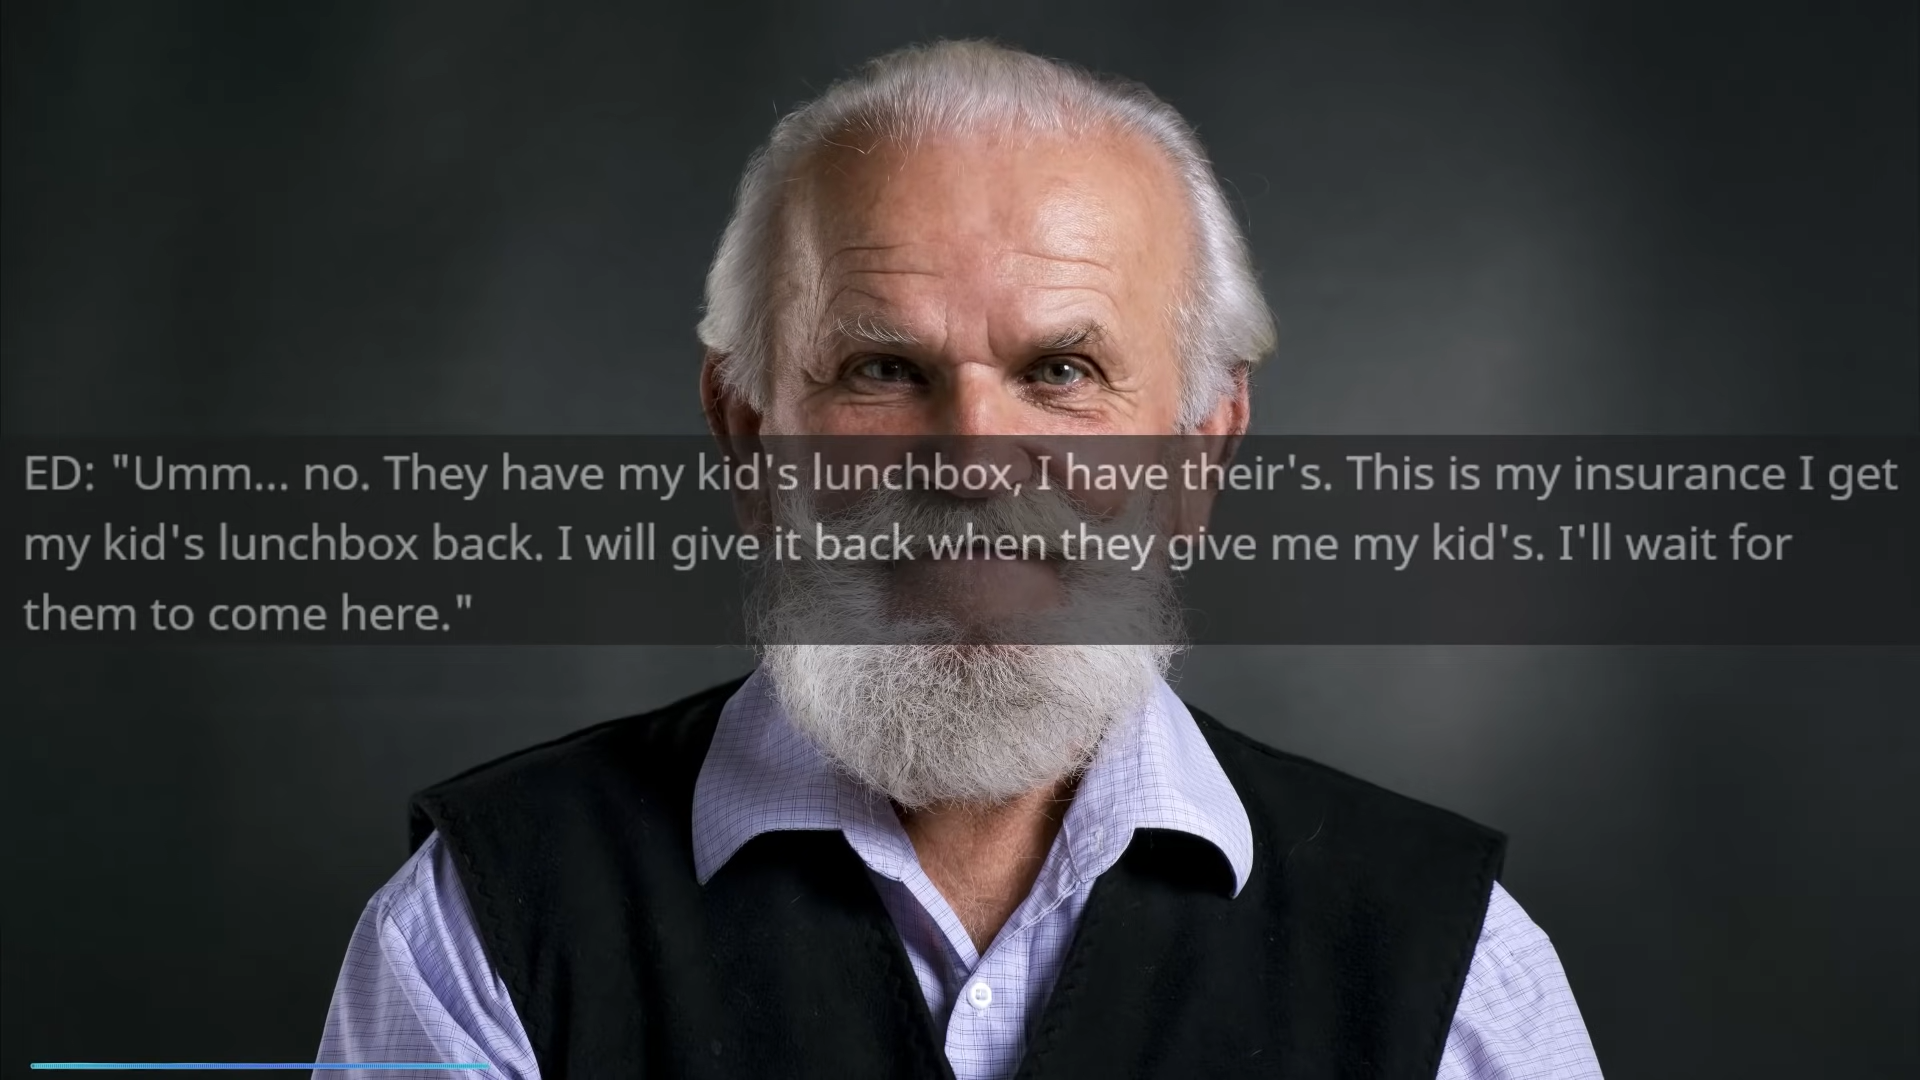 ED: "Umm... no. They have my kid's lunchbox, I have their's. This is my insurance I get
my kid's lunchbox back. I will give it back when they give me my kid's. I'll wait for
them to come here."